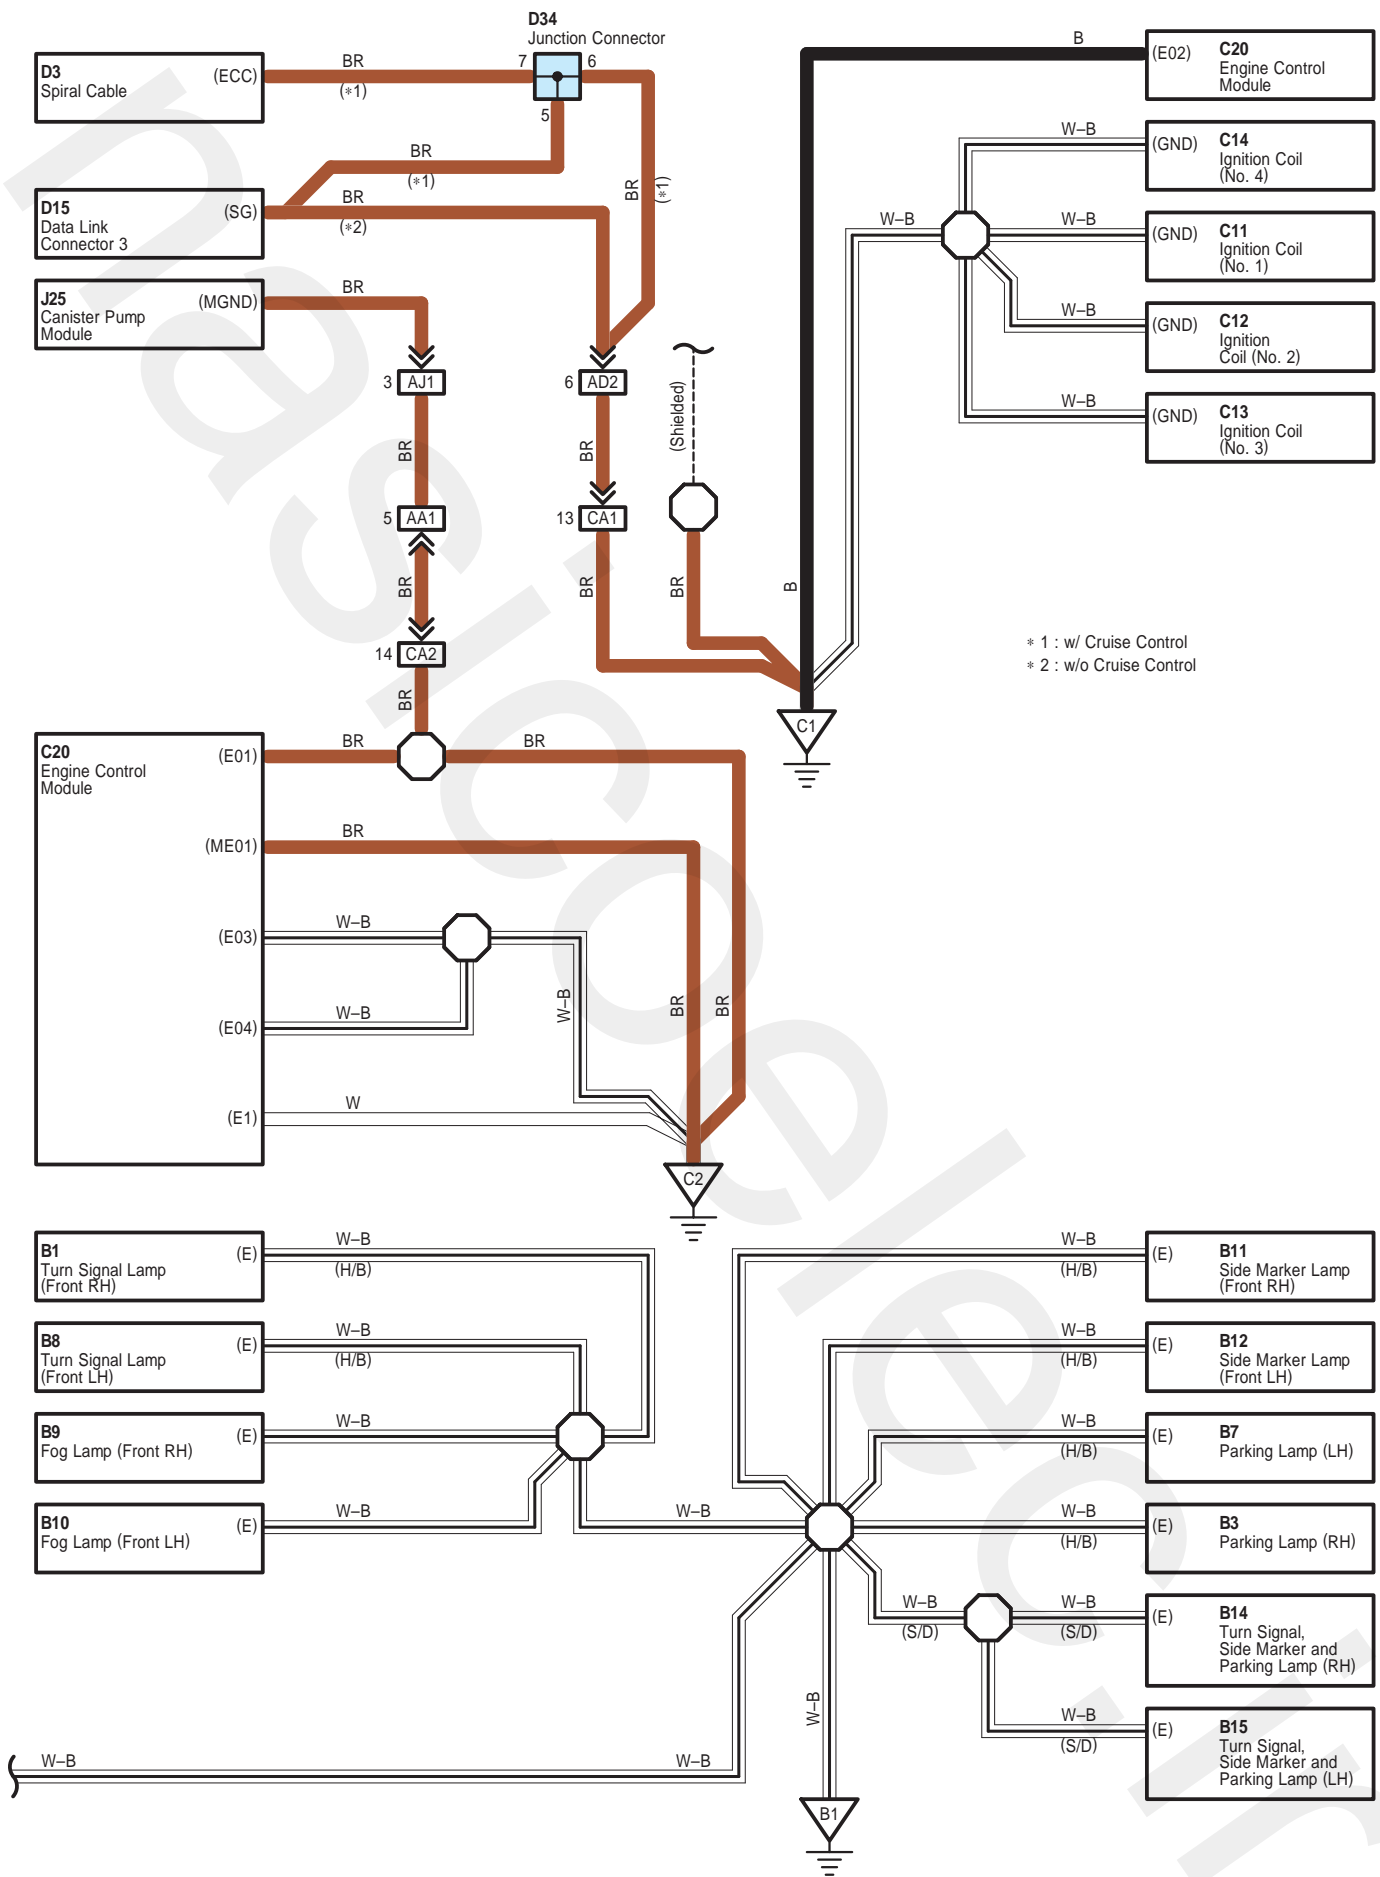 D34
Junction Connector
7
6
5
D3
Spiral Cable
(ECC)
BR
(*1)
BR
(*1)
BR
(*1)
D15
Data Link
Connector 3
(SG)
BR
(*2)
J25
Canister Pump
Module
(MGND)
BR
3 AJ1
6 AD2
BR
BR
(Shielded)
5 AA1
13 CA1
BR
BR
BR
B
14 CA2
BR
B
(E02)
C20
Engine Control
Module
W–B
(GND)
C14
Ignition Coil
(No. 4)
W–B
W–B
(GND)
C11
Ignition Coil
(No. 1)
W–B
(GND)
C12
Ignition
Coil (No. 2)
W–B
(GND)
C13
Ignition Coil
(No. 3)
* 1 : w/ Cruise Control
* 2 : w/o Cruise Control
C1
C20
Engine Control
Module
(E01)
BR
BR
(ME01)
BR
(E03)
W–B
(E04)
W–B
W–B
BR
BR
(E1)
W
C2
B1
Turn Signal Lamp
(Front RH)
(E)
W–B
(H/B)
B8
Turn Signal Lamp
(Front LH)
(E)
W–B
(H/B)
B9
Fog Lamp (Front RH)
(E)
W–B
B10
Fog Lamp (Front LH)
(E)
W–B
W–B
W–B
(H/B)
(E)
B11
Side Marker Lamp
(Front RH)
W–B
(H/B)
(E)
B12
Side Marker Lamp
(Front LH)
W–B
(H/B)
(E)
B7
Parking Lamp (LH)
W–B
(H/B)
(E)
B3
Parking Lamp (RH)
W–B
(S/D)
W–B
(S/D)
(E)
B14
Turn Signal,
Side Marker and
Parking Lamp (RH)
W–B
(S/D)
(E)
B15
Turn Signal,
Side Marker and
Parking Lamp (LH)
W–B
W–B
W–B
B1
nasicoelec.ir